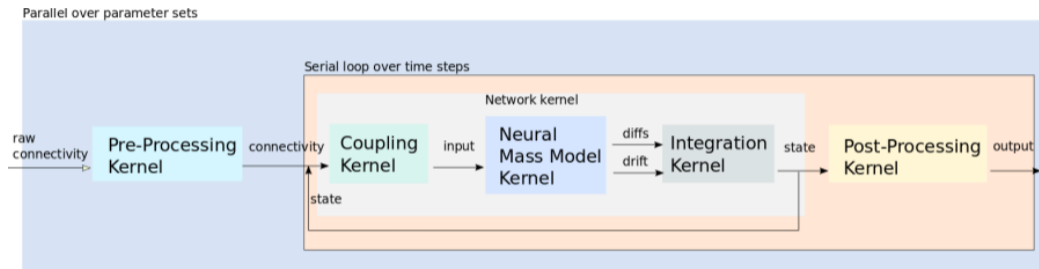 Parallel over parameter sets
Serial loop over time steps
Network kernel
raw
connectivity
Pre-Processing
Kernel
connectivity
Coupling
Kernel
input
Neural
Mass Model
Kernel
diffs
drift
Integration
Kernel
state
Post-Processing
Kernel
output
state